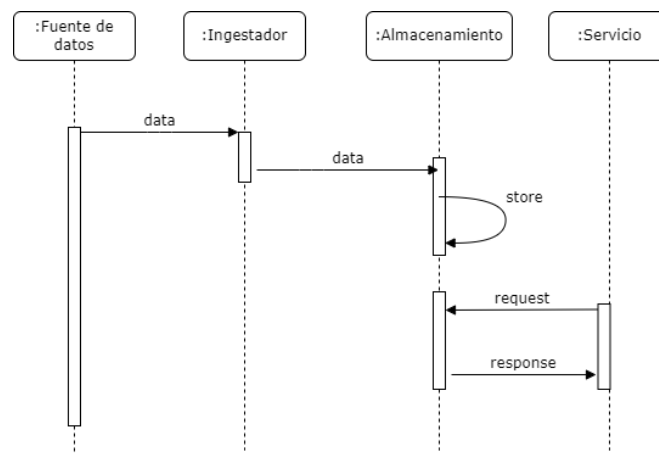 :Fuente de
datos
:Ingestador
:Almacenamiento
:Servicio
data
data
store
request
response